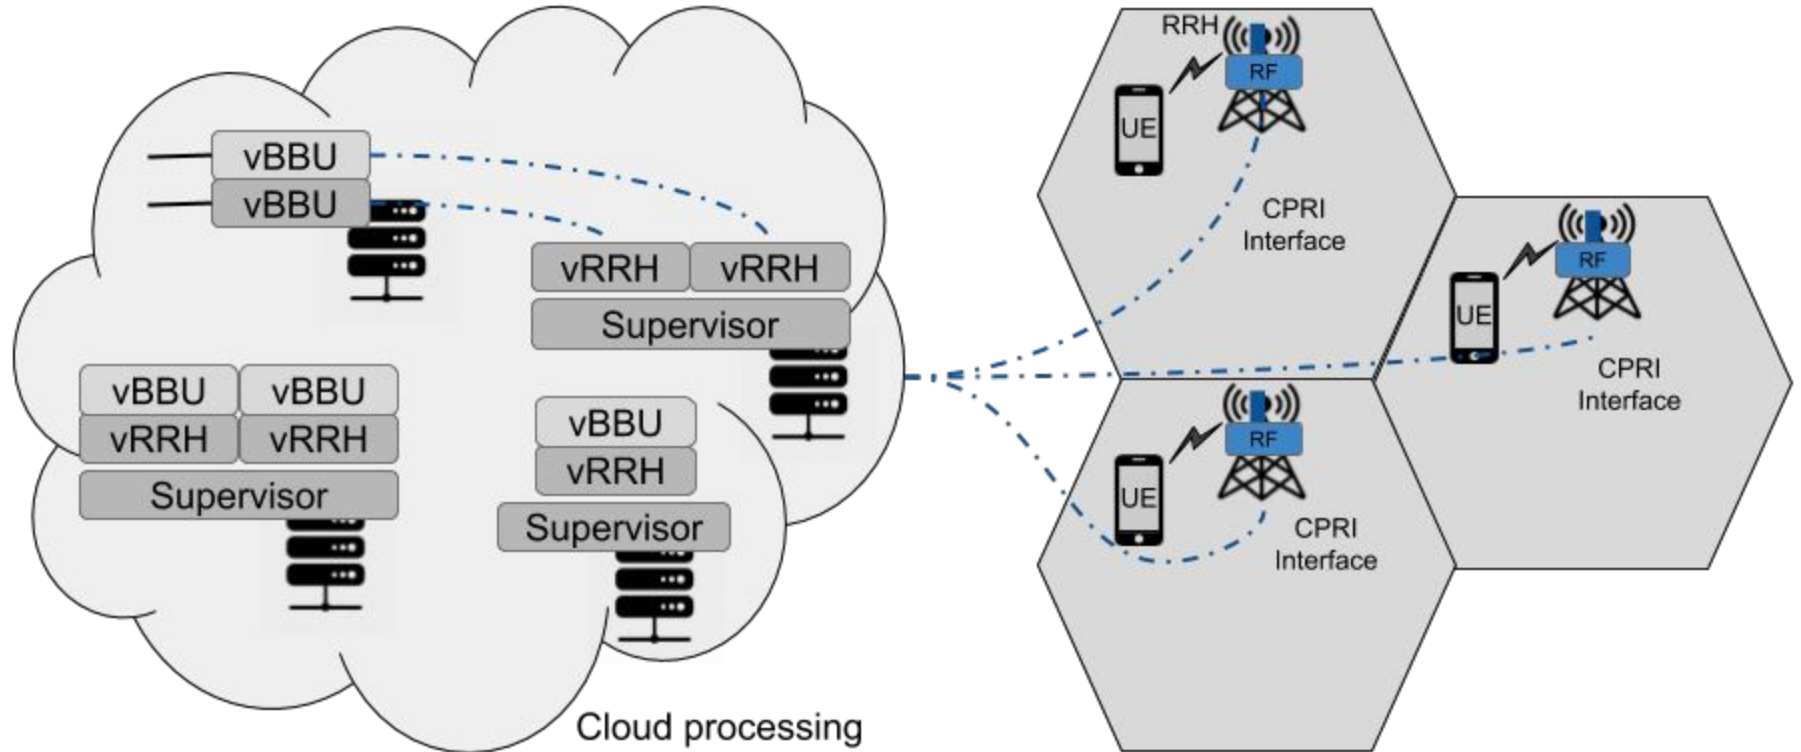 vBBU
vBBU
vRRH vRRH
Supervisor
vBBU vBBU
vRRH vRRH
Supervisor
vBBU
vRRH
Supervisor
Cloud processing
RRH
RF
UE
CPRI
Interface
RF
UE
CPRI
Interface
RF
UE
CPRI
Interface